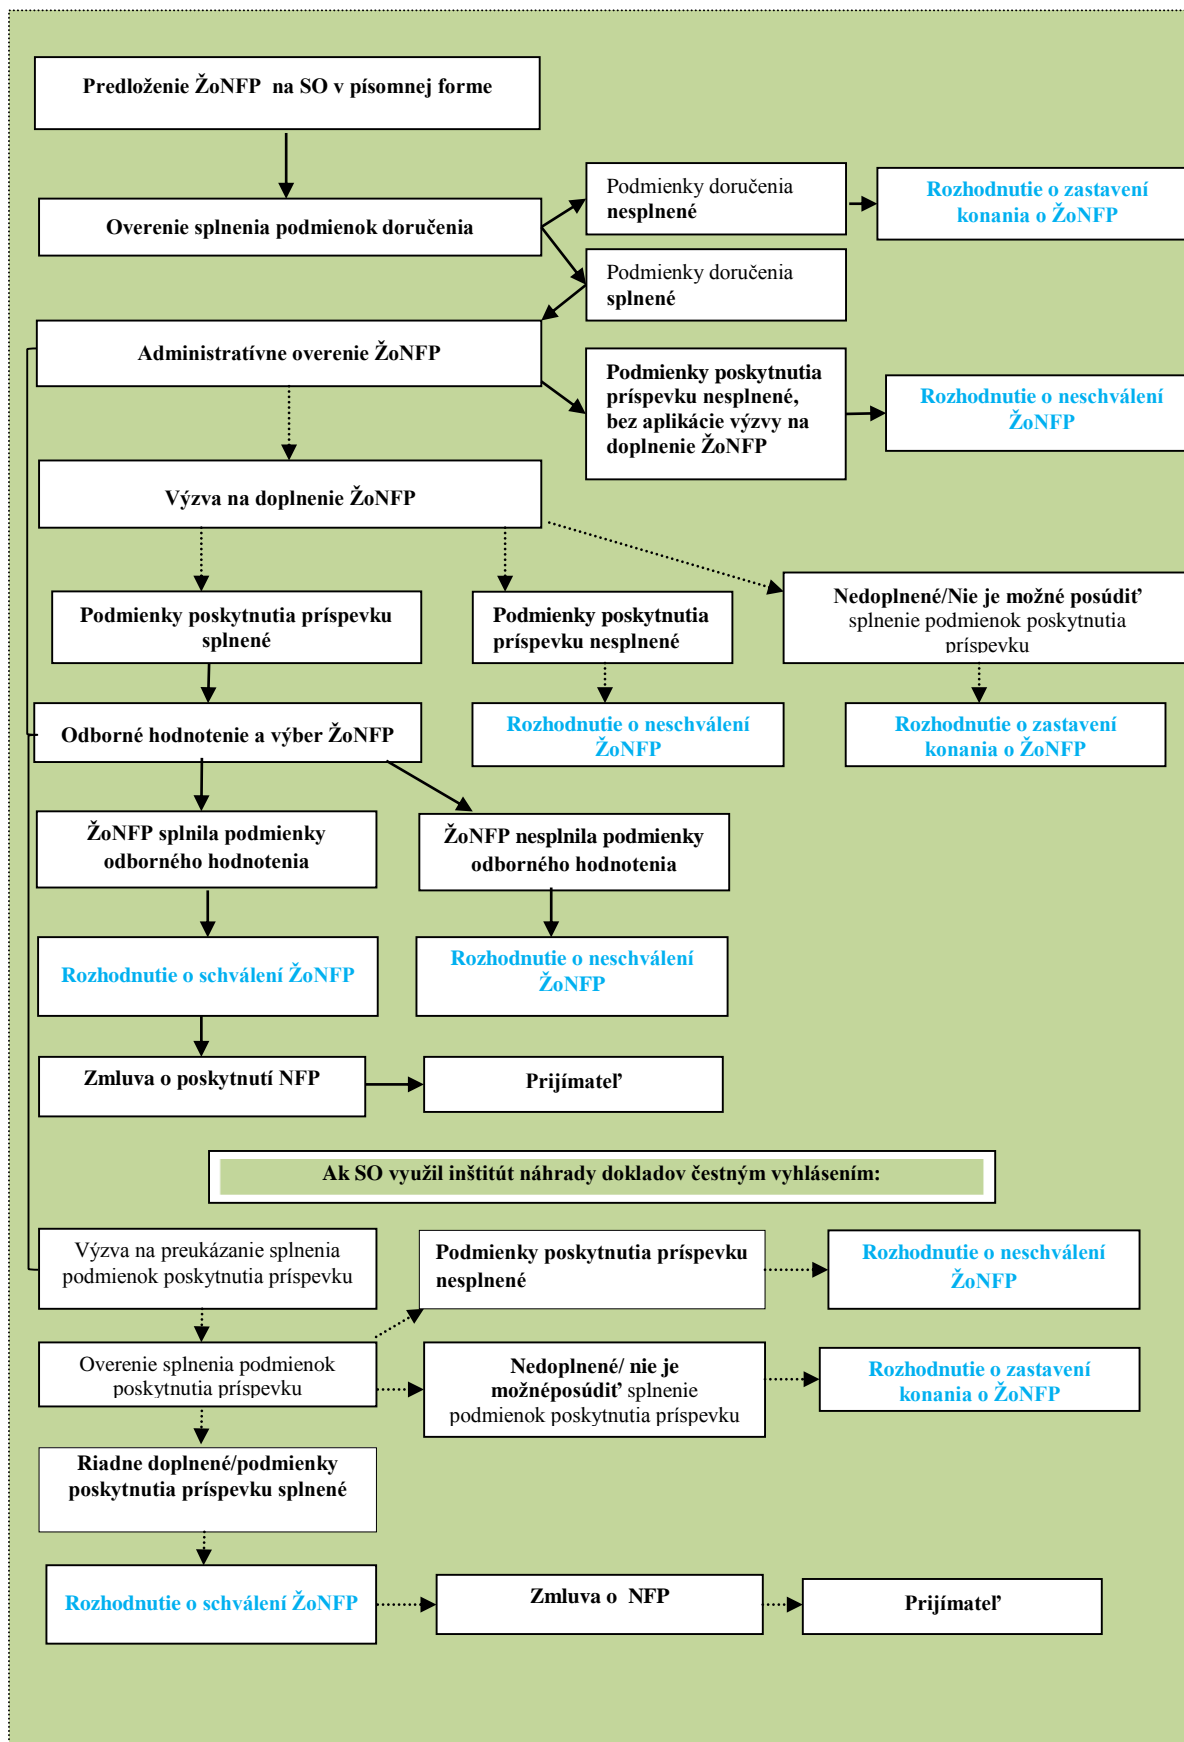 Predloženie ŽoNFP na SO v písomnej forme
Overenie splnenia podmienok doručenia
Podmienky doručenia
nesplnené
Rozhodnutie o zastavení
konania o ŽoNFP
Podmienky doručenia
splnené
Administratívne overenie ŽoNFP
Podmienky poskytnutia
príspevku nesplnené,
bez aplikácie výzvy na
doplnenie ŽoNFP
Rozhodnutie o neschválení
ŽoNFP
Výzva na doplnenie ŽoNFP
Podmienky poskytnutia príspevku
splnené
Podmienky poskytnutia
príspevku nesplnené
Nedoplnené/Nie je možné posúdiť
splnenie podmienok poskytnutia
príspevku
Odborné hodnotenie a výber ŽoNFP
Rozhodnutie o neschválení
ŽoNFP
Rozhodnutie o zastavení
konania o ŽoNFP
ŽoNFP splnila podmienky
odborného hodnotenia
ŽoNFP nesplnila podmienky
odborného hodnotenia
Rozhodnutie o schválení ŽoNFP
Rozhodnutie o neschválení
ŽoNFP
Zmluva o poskytnutí NFP
Prijímateľ
Ak SO využil inštitút náhrady dokladov čestným vyhlásením:
Výzva na preukázanie splnenia
podmienok poskytnutia príspevku
Podmienky poskytnutia príspevku
nesplnené
Rozhodnutie o neschválení
ŽoNFP
Overenie splnenia podmienok
poskytnutia príspevku
Nedoplnené/ nie je
možnéposúdiť splnenie
podmienok poskytnutia príspevku
Rozhodnutie o zastavení
konania o ŽoNFP
Riadne doplnené/podmienky
poskytnutia príspevku splnené
Rozhodnutie o schválení ŽoNFP
Zmluva o NFP
Prijímateľ